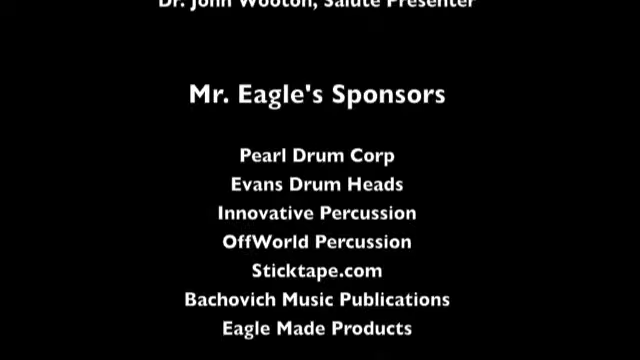 Dr. John Wooton, Salute Presenter
Mr. Eagle's Sponsors
Pearl Drum Corp
Evans Drum Heads
Innovative Percussion
OffWorld Percussion
Sticktape.com
Bachovich Music Publications
Eagle Made Products